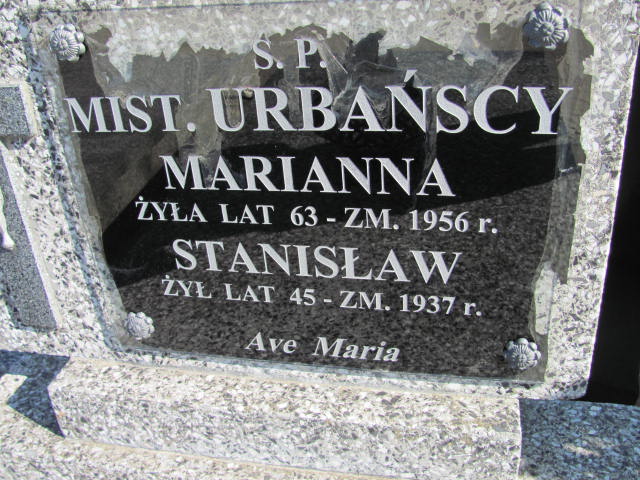 Ś. P.
MIST. URBAŃSCY
MARIANNA
ŻYŁA LAT 63 - ZM. 1956 r.
STANISŁAW
ŻYŁ LAT 45 - ZM. 1937 r.
Ave Maria